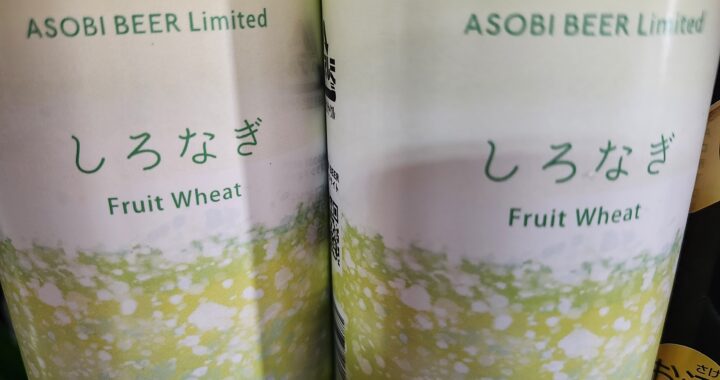 ASOBI BEER Limited
しろなぎ
Fruit Wheat
ASOBI BEER Limited
しろなぎ
Fruit Wheat